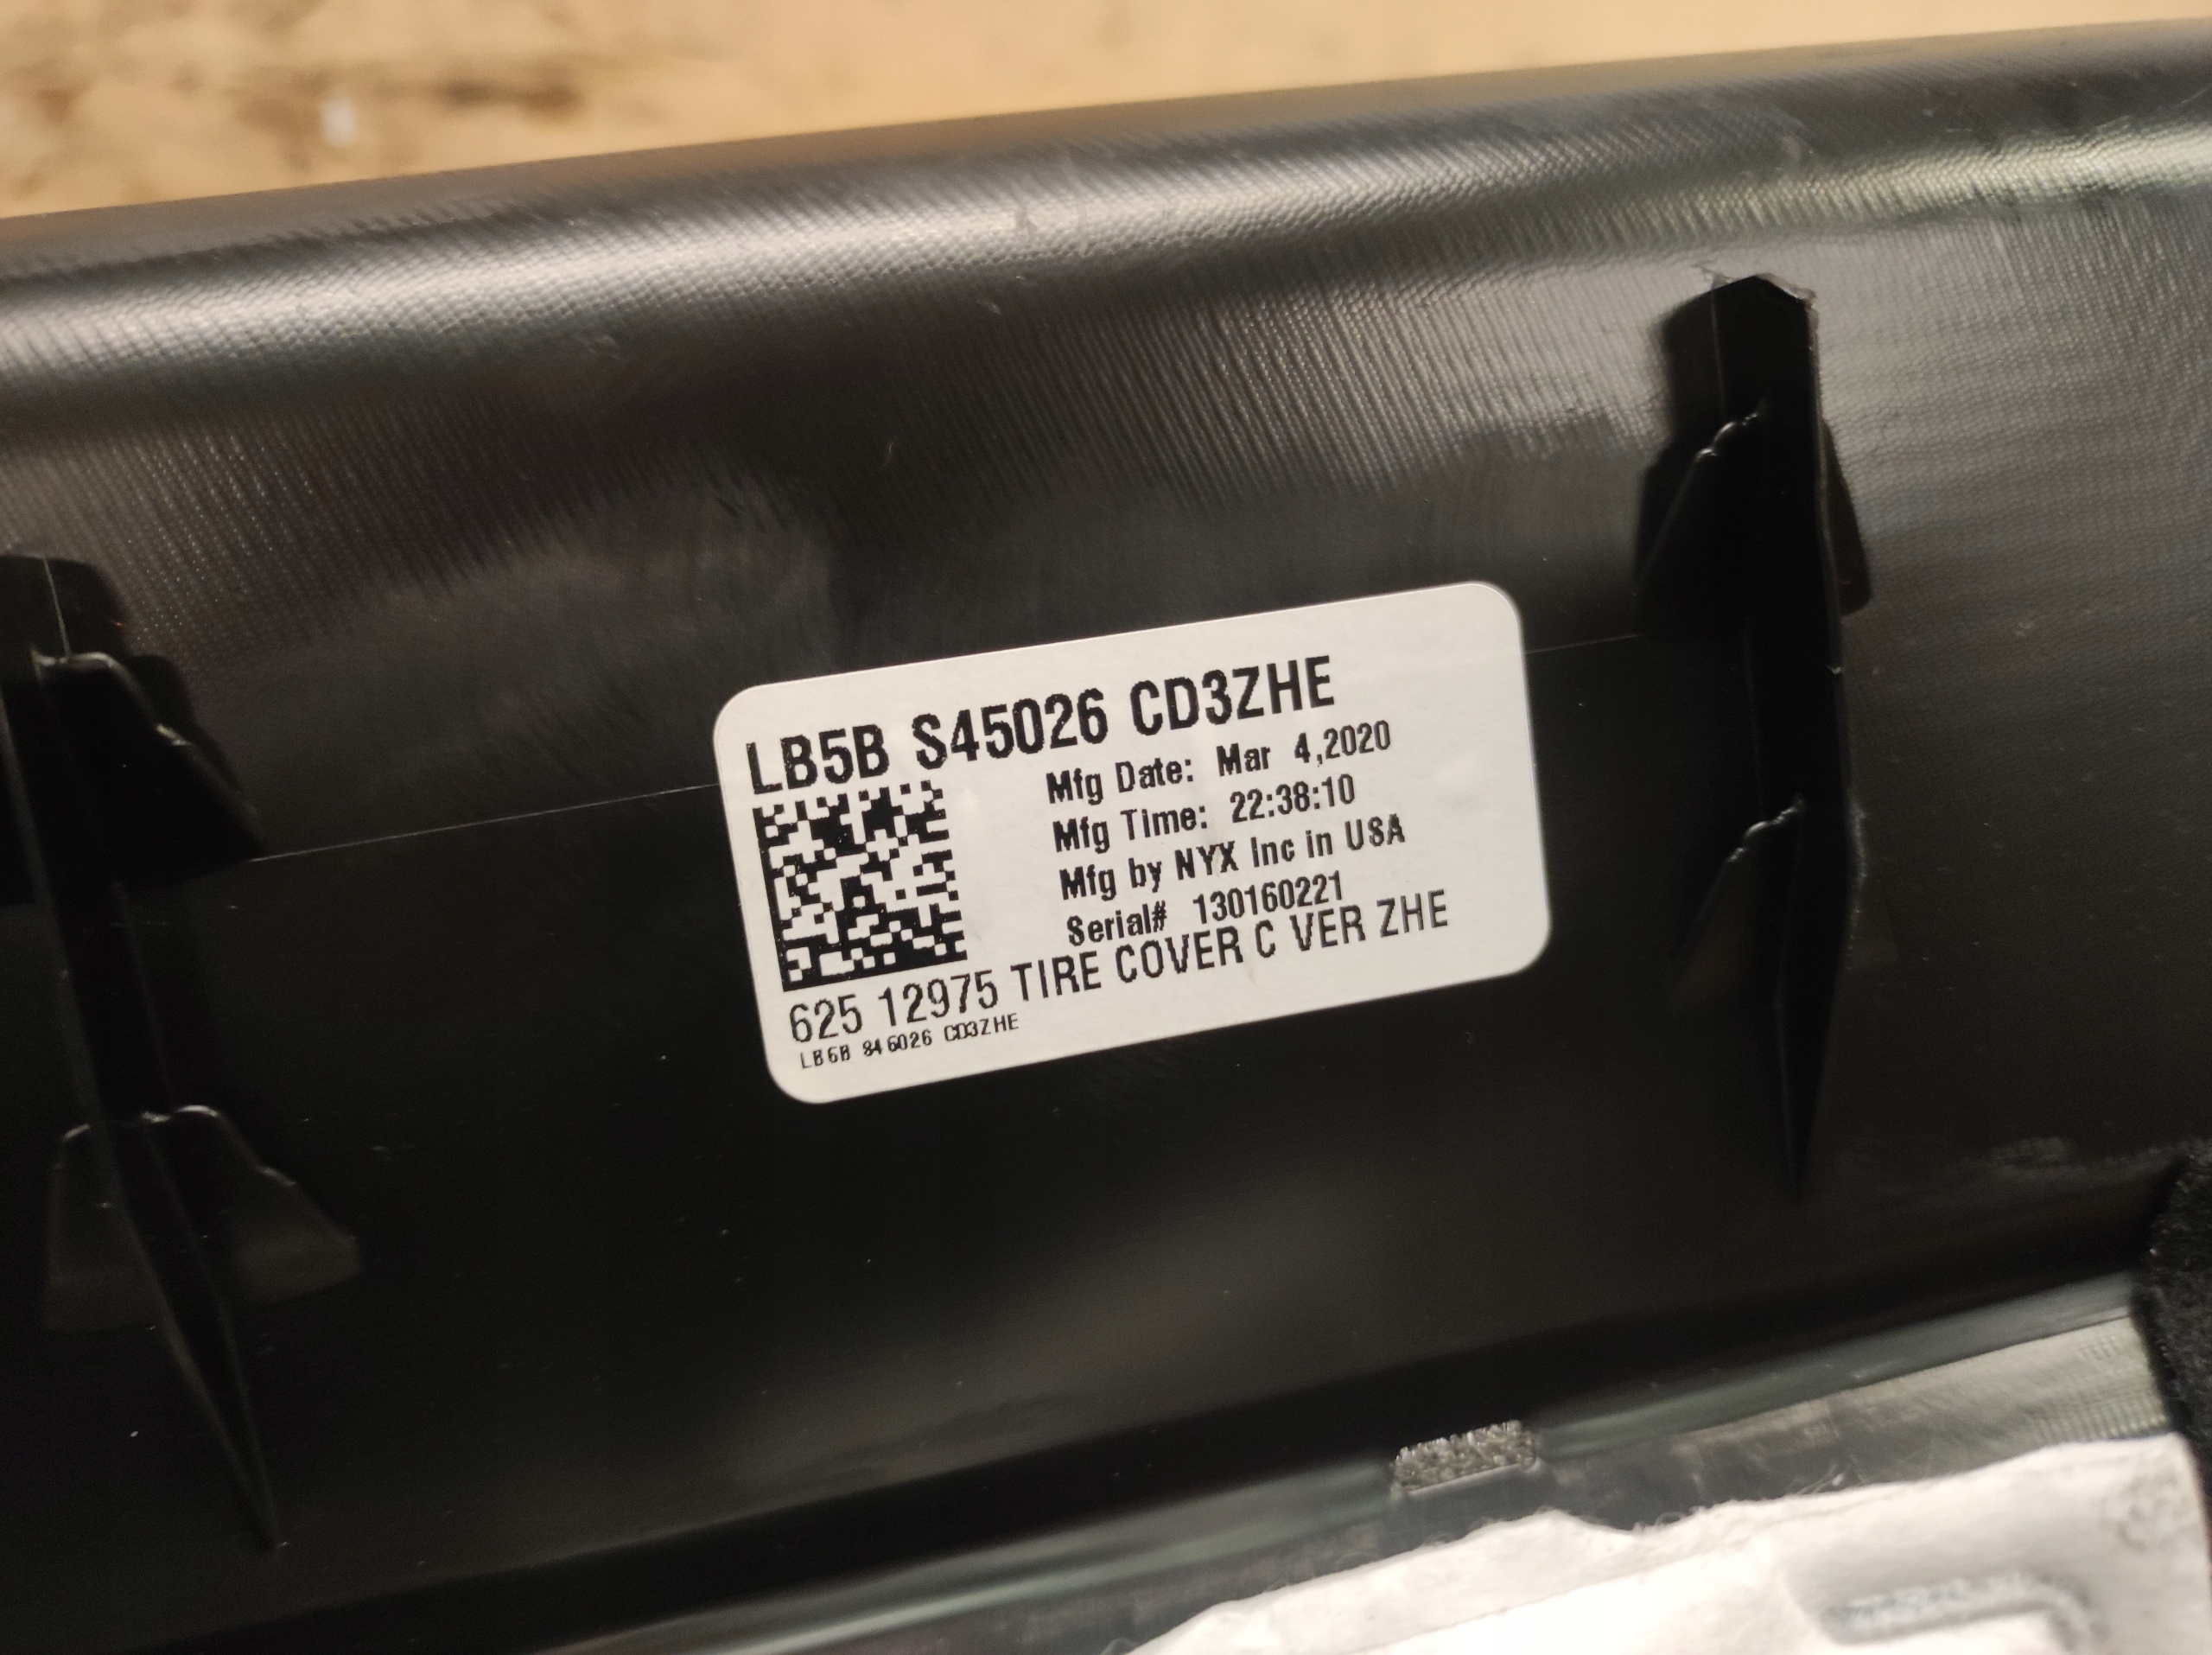 LB5B S45026 CD3ZHE
Mfg Date: Mar 4,2020
Mfg Time: 22:38:10
Mfg by NYX Inc in USA
Serial# 130160221
625 12975 TIRE COVER C VER ZHE
LB5B S45026 CD3ZHE